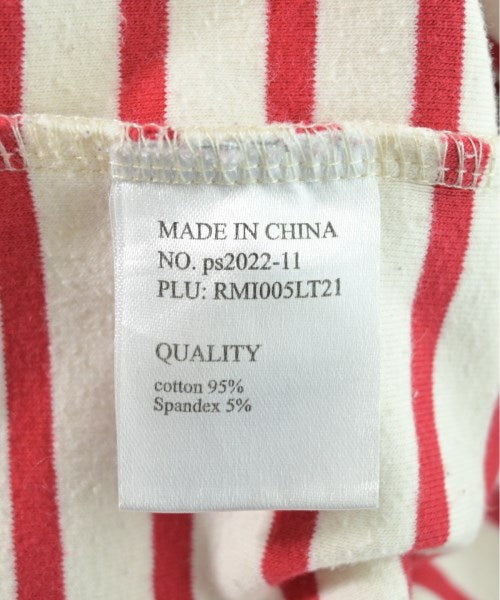 MADE IN CHINA
NO. ps2022-11
PLU: RMI005LT21
QUALITY
cotton 95%
Spandex 5%